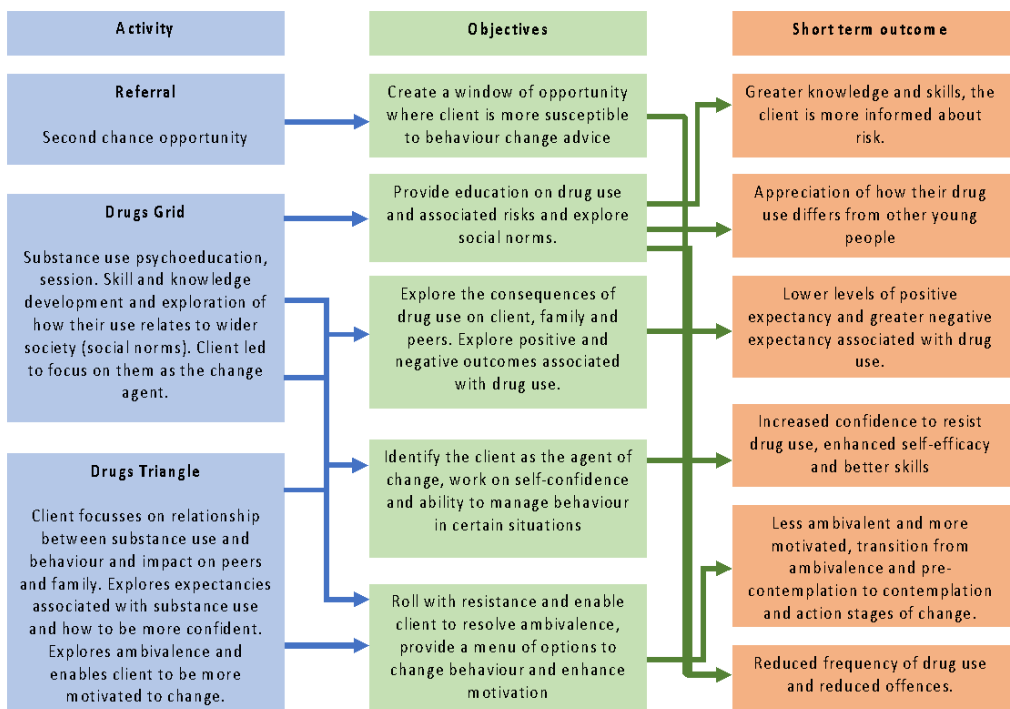 Activity
Referral
Second chance opportunity
Drugs Grid
Substance use psychoeducation,
session. Skill and knowledge
development and exploration of
how their use relates to wider
society (social norms). Client led
to focus on them as the change
agent.
Drugs Triangle
Client focusses on relationship
between substance use and
behaviour and impact on peers
and family. Explores expectancies
associated with substance use
and how to be more confident.
Explores ambivalence and
enables client to be more
motivated to change.
Objectives
Create a window of opportunity
where client is more susceptible
to behaviour change advice
Provide education on drug use
and associated risks and explore
social norms.
Explore the consequences of
drug use on client, family and
peers. Explore positive and
negative outcomes associated
with drug use.
Identify the client as the agent of
change, work on self-confidence
and ability to manage behaviour
in certain situations
Roll with resistance and enable
client to resolve ambivalence,
provide a menu of options to
change behaviour and enhance
motivation
Short term outcome
Greater knowledge and skills, the
client is more informed about
risk.
Appreciation of how their drug
use differs from other young
people
Lower levels of positive
expectancy and greater negative
expectancy associated with drug
use.
Increased confidence to resist
drug use, enhanced self-efficacy
and better skills
Less ambivalent and more
motivated, transition from
ambivalence and pre-
contemplation to contemplation
and action stages of change.
Reduced frequency of drug use
and reduced offences.